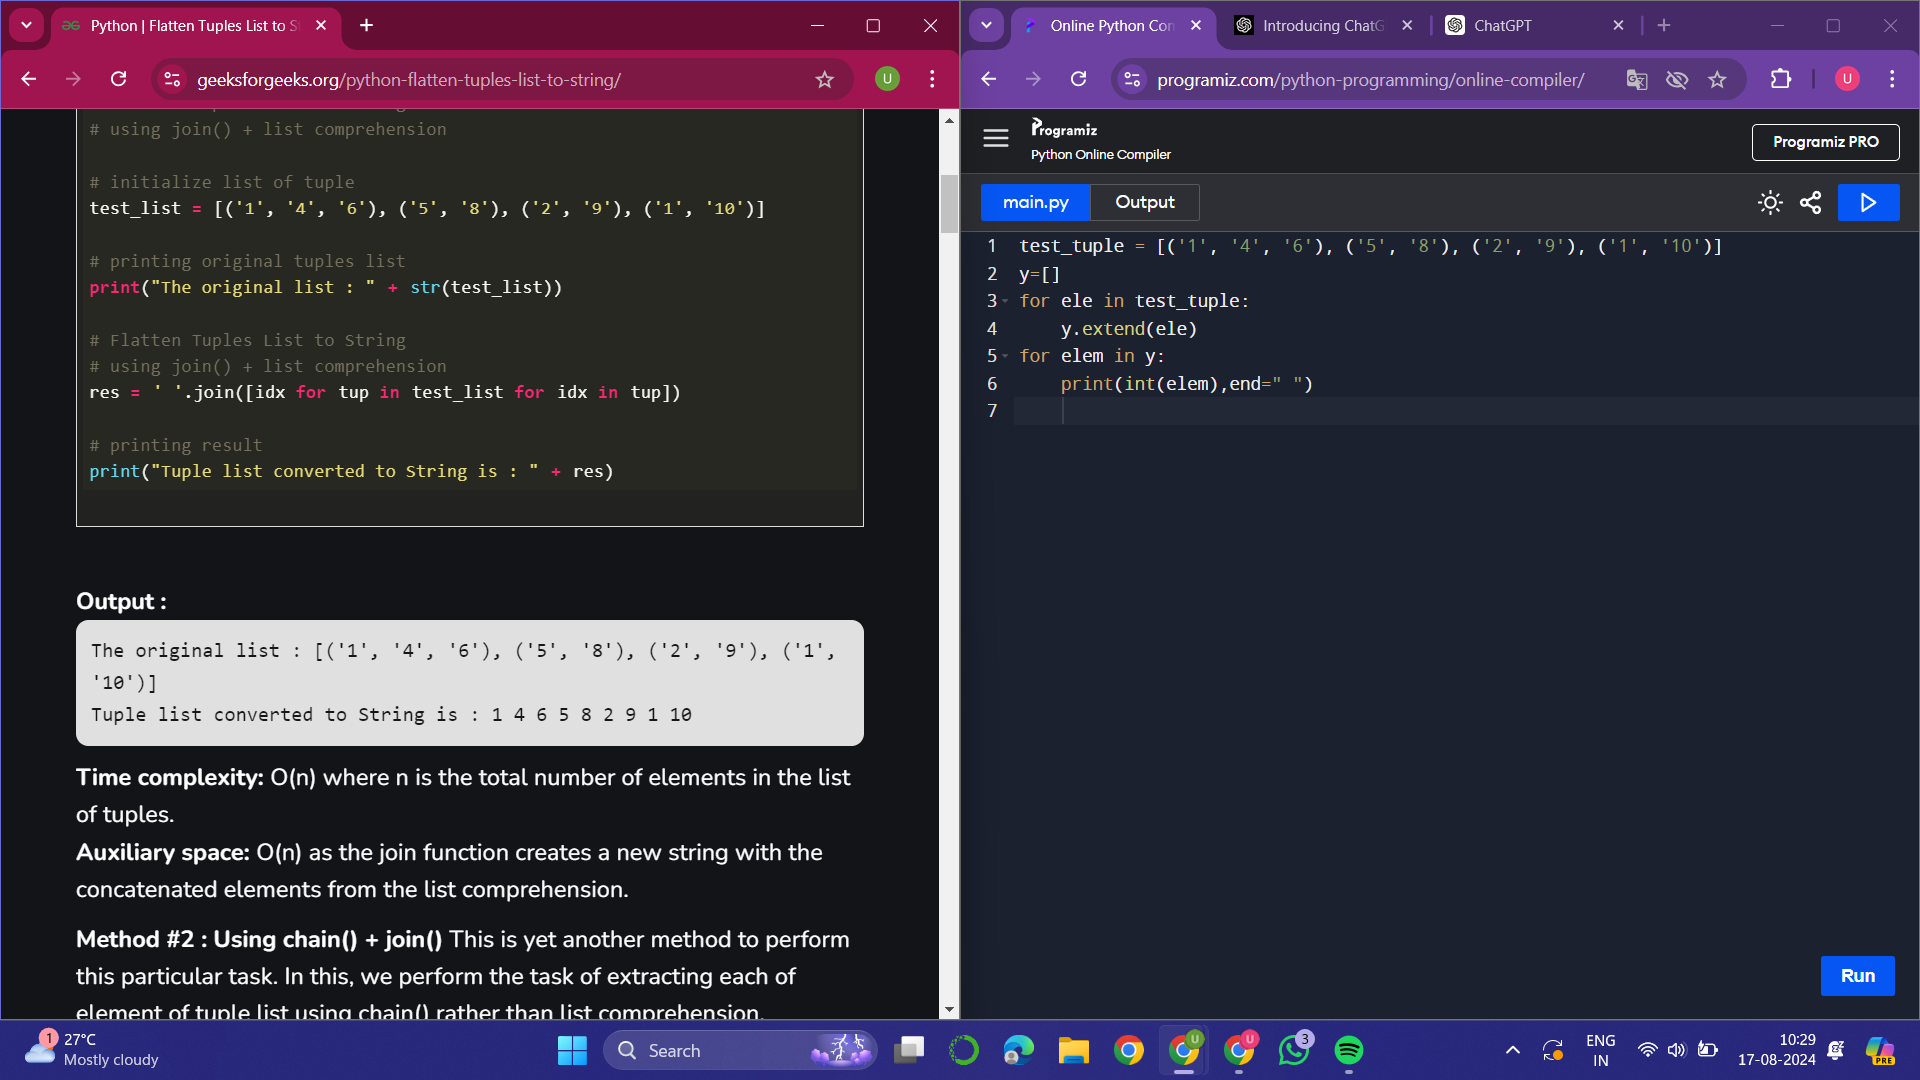 Python | Flatten Tuples List to S
geeksforgeeks.org/python-flatten-tuples-list-to-string/
U
# using join() + list comprehension
# initialize list of tuple
test_list = [('1', '4', '6'), ('5', '8'), ('2', '9'), ('1', '10')]
# printing original tuples list
print("The original list : " + str(test_list))
# Flatten Tuples List to String
# using join() + list comprehension
res = ' '.join([idx for tup in test_list for idx in tup])
# printing result
print("Tuple list converted to String is : " + res)
Output :
The original list : [('1', '4', '6'), ('5', '8'), ('2', '9'), ('1',
'10')]
Tuple list converted to String is : 1 4 6 5 8 2 9 1 10
Time complexity: O(n) where n is the total number of elements in the list
of tuples.
Auxiliary space: O(n) as the join function creates a new string with the
concatenated elements from the list comprehension.
Method #2 : Using chain() + join() This is yet another method to perform
this particular task. In this, we perform the task of extracting each of
element of tuple list using chain() rather than list comprehension.
Online Python Con
Introducing ChatG
ChatGPT
programiz.com/python-programming/online-compiler/
U
Programiz
Python Online Compiler
Programiz PRO
main.py
Output
1 test_tuple = [('1', '4', '6'), ('5', '8'), ('2', '9'), ('1', '10')]
2 y=[]
3 for ele in test_tuple:
4 y.extend(ele)
5 for elem in y:
6 print(int(elem),end=" ")
7
Run
1
27°C
Mostly cloudy
Search
U
U
3
ENG
IN
10:29
17-08-2024
PRE